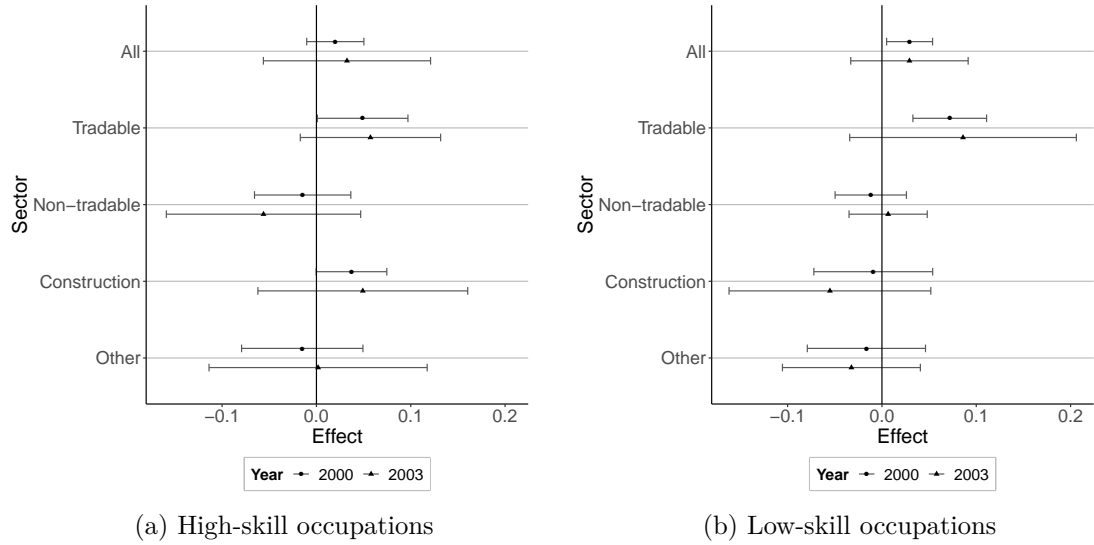 All
Tradable
Non−tradable
Construction
Other
Sector
−0.1 0.0 0.1 0.2
Effect
Year 2000 2003
(a) High-skill occupations
All
Tradable
Non−tradable
Construction
Other
Sector
−0.1 0.0 0.1 0.2
Effect
Year 2000 2003
(b) Low-skill occupations